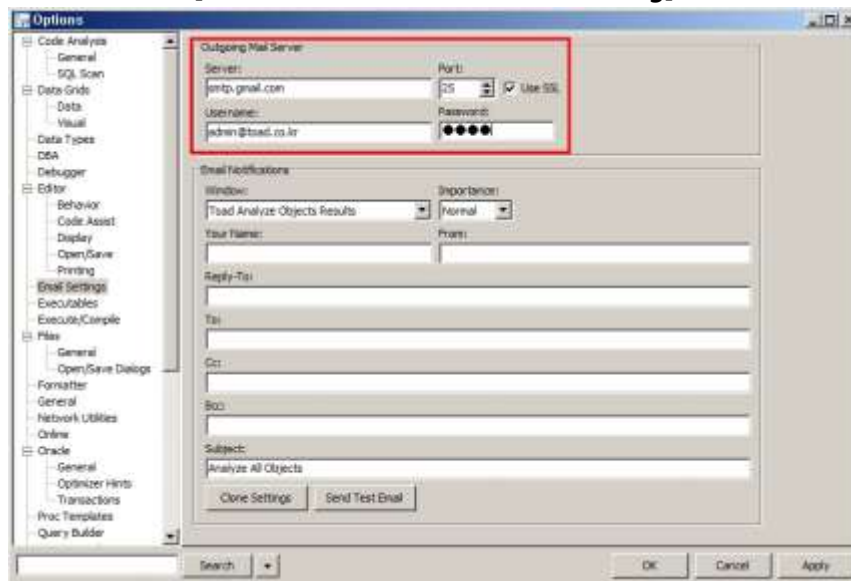 Options
Code Analysis
General
SQL Scan
Data Grids
Data
Visual
Data Types
DBA
Debugger
Editor
Behavior
Code Assist
Display
Open/Save
Printing
Email Settings
Executables
Execute/Compile
Files
General
Open/Save Dialogs
Formatter
General
Network Utilities
Online
Oracle
General
Optimizer Hints
Transactions
Proc Templates
Query Builder
Outgoing Mail Server
Server: Port:
smtp.gmail.com 25 Use SSL
Username: Password:
admin@toad.co.kr ●●●●
Email Notifications
Window: Importance:
Toad Analyze Objects Results Normal
Your Name: From:
Reply-To:
To:
Cc:
Bcc:
Subject:
Analyze All Objects
Clone Settings Send Test Email
Search OK Cancel Apply